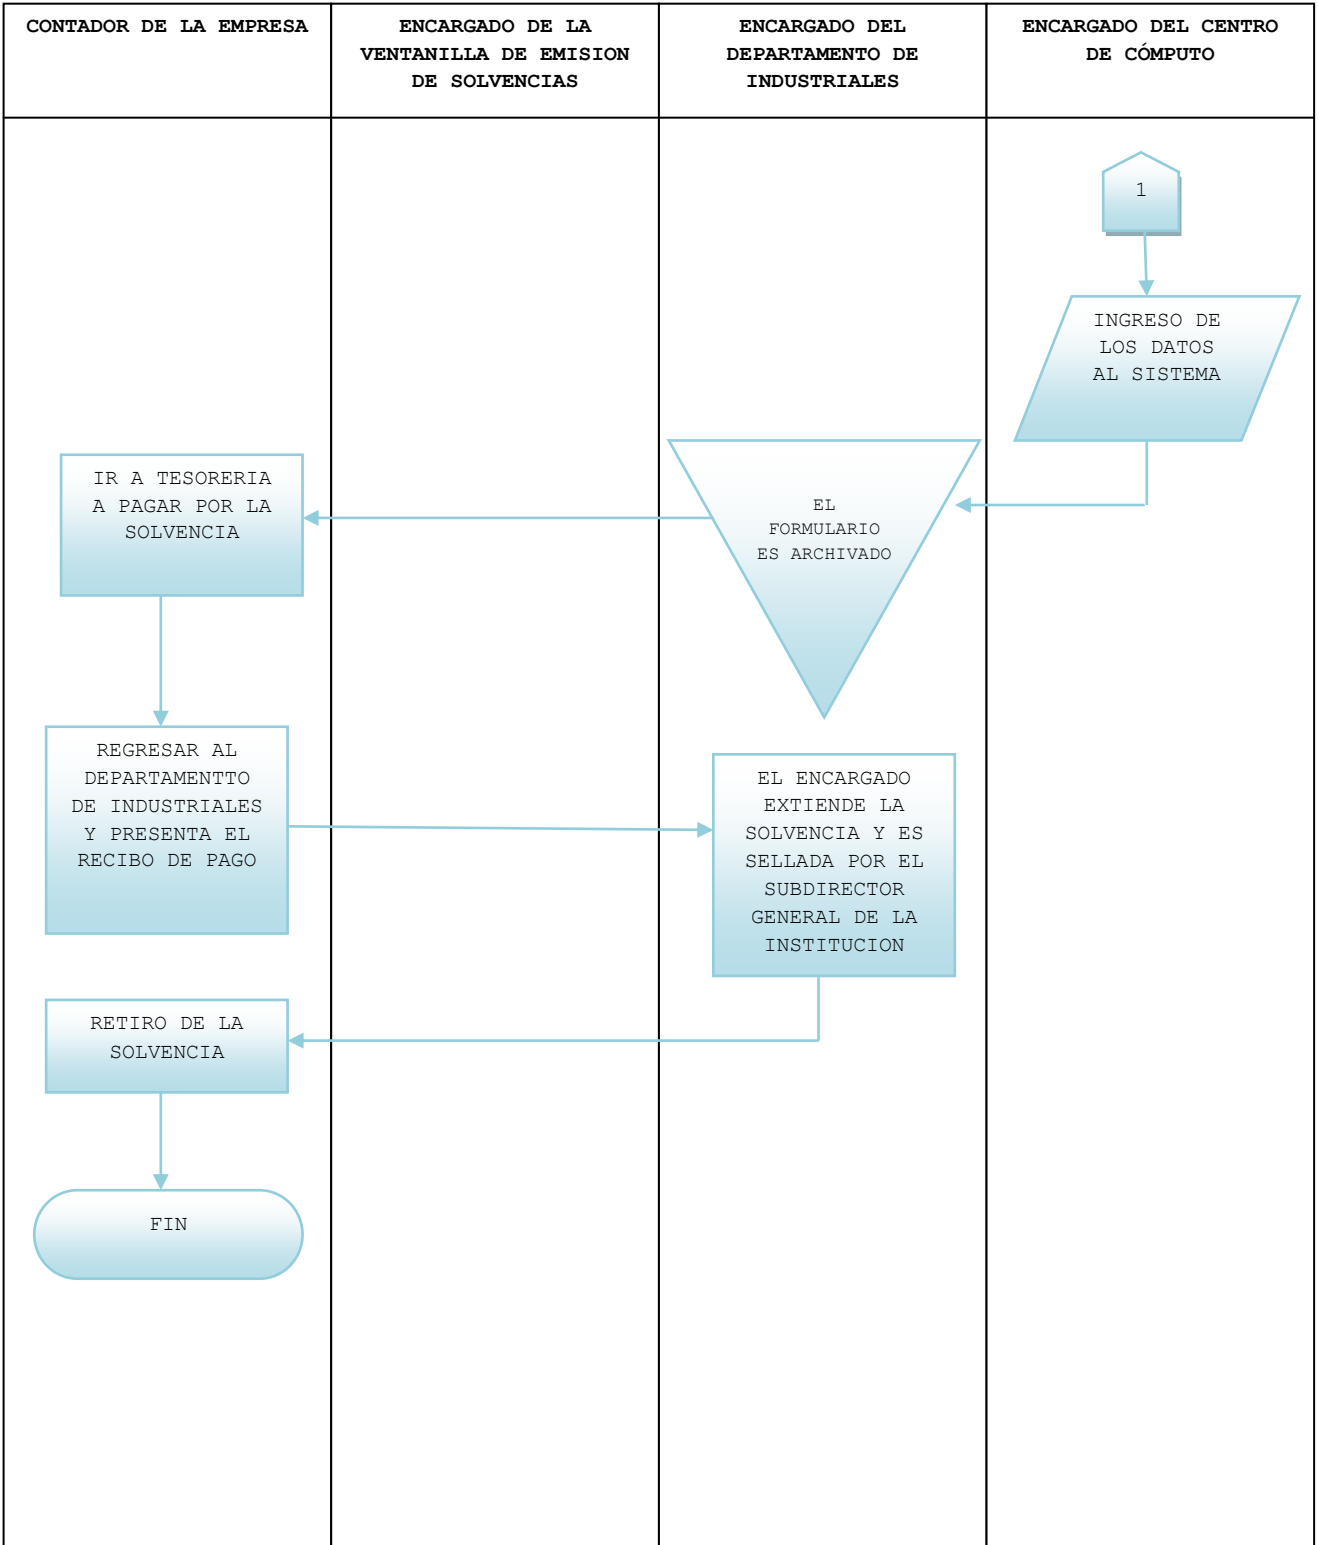 CONTADOR DE LA EMPRESA
ENCARGADO DE LA
VENTANILLA DE EMISION
DE SOLVENCIAS
ENCARGADO DEL
DEPARTAMENTO DE
INDUSTRIALES
ENCARGADO DEL CENTRO
DE CÓMPUTO
1
INGRESO DE
LOS DATOS
AL SISTEMA
EL
FORMULARIO
ES ARCHIVADO
IR A TESORERIA
A PAGAR POR LA
SOLVENCIA
REGRESAR AL
DEPARTAMENTTO
DE INDUSTRIALES
Y PRESENTA EL
RECIBO DE PAGO
EL ENCARGADO
EXTIENDE LA
SOLVENCIA Y ES
SELLADA POR EL
SUBDIRECTOR
GENERAL DE LA
INSTITUCION
RETIRO DE LA
SOLVENCIA
FIN